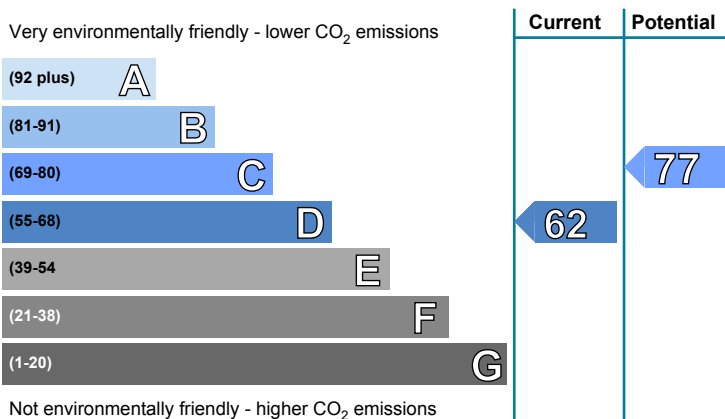 Very environmentally friendly - lower CO2 emissions
Current
Potential
(92 plus) A
(81-91) B
(69-80) C
77
(55-68) D
62
(39-54 E
(21-38) F
(1-20) G
Not environmentally friendly - higher CO2 emissions